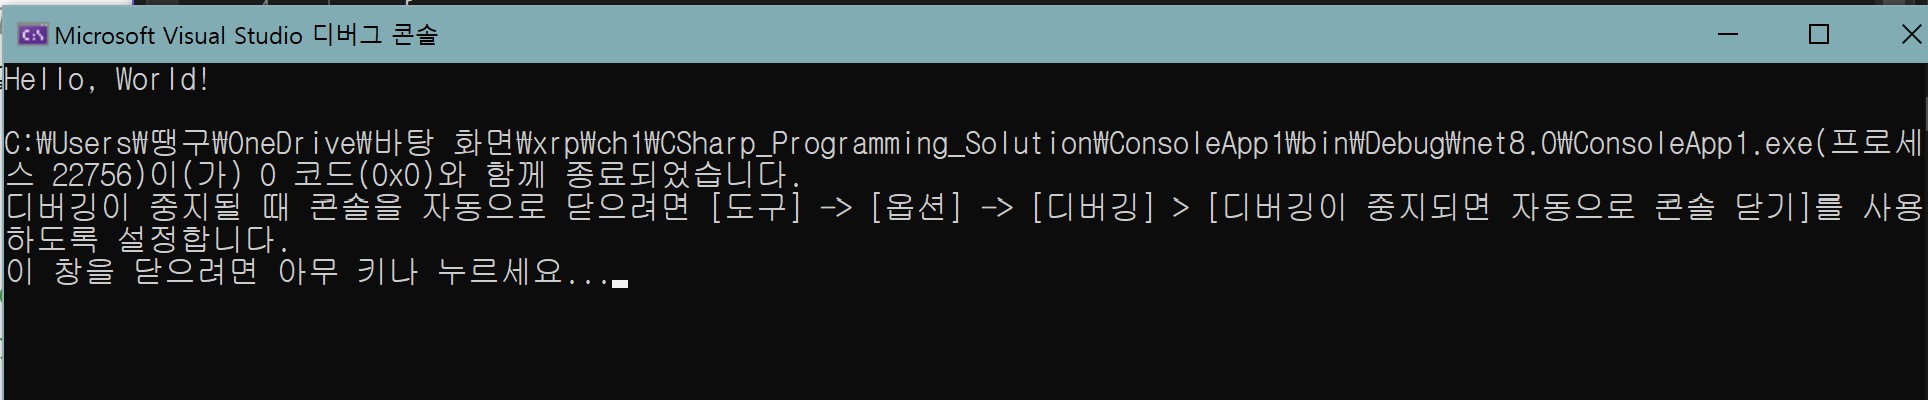 Microsoft Visual Studio 디버그 콘솔
Hello, World!
C:₩Users₩땡구₩OneDrive₩바탕 화면₩xrp₩ch1₩CSharp_Programming_Solution₩ConsoleApp1₩bin₩Debug₩net8.0₩ConsoleApp1.exe(프로세
스 22756)이(가) 0 코드(0x0)와 함께 종료되었습니다.
디버깅이 중지될 때 콘솔을 자동으로 닫으려면 [도구] -> [옵션] -> [디버깅] > [디버깅이 중지되면 자동으로 콘솔 닫기]를 사용
하도록 설정합니다.
이 창을 닫으려면 아무 키나 누르세요...